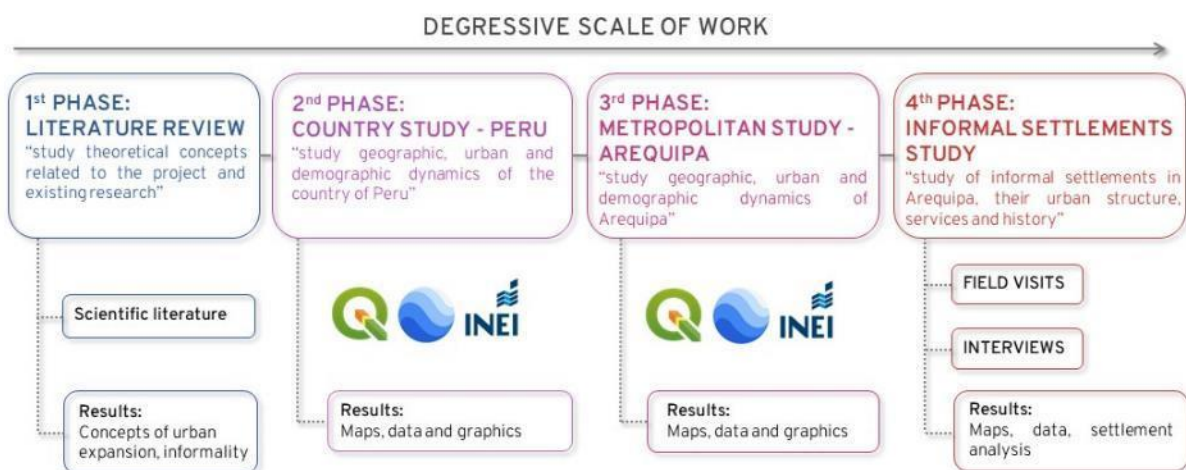 DEGRESSIVE SCALE OF WORK
1st PHASE:
LITERATURE REVIEW
"study theoretical concepts
related to the project and
existing research"
2nd PHASE:
COUNTRY STUDY - PERU
"study geographic, urban and
demographic dynamics of the
country of Peru"
3rd PHASE:
METROPOLITAN STUDY -
AREQUIPA
"study geographic, urban and
demographic dynamics of
Arequipa"
4th PHASE:
INFORMAL SETTLEMENTS
STUDY
"study of informal settlements in
Arequipa, their urban structure,
services and history"
Scientific literature
Results:
Concepts of urban
expansion, informality
INEI
Results:
Maps, data and graphics
INEI
Results:
Maps, data and graphics
FIELD VISITS
INTERVIEWS
Results:
Maps, data, settlement
analysis